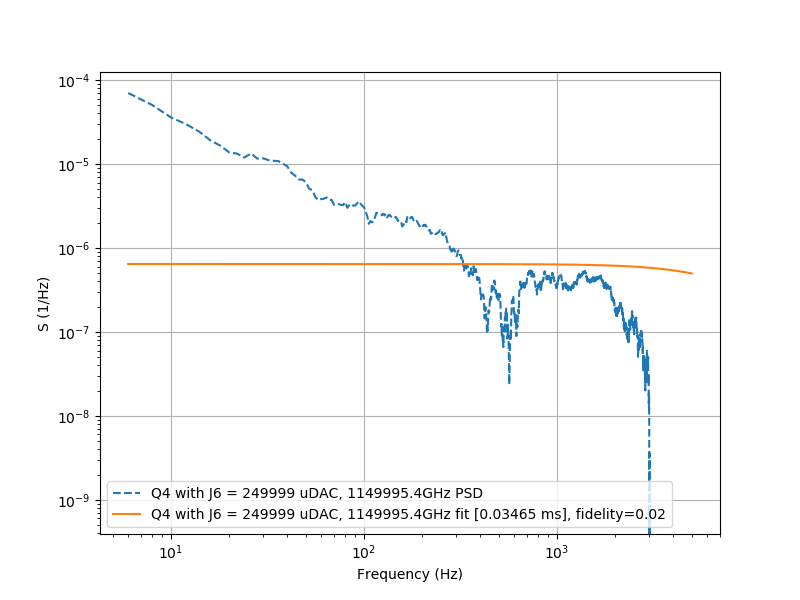 10⁻⁴
10⁻⁵
10⁻⁶
10⁻⁷
10⁻⁸
10⁻⁹
S (1/Hz)
Q4 with J6 = 249999 uDAC, 1149995.4GHz PSD
Q4 with J6 = 249999 uDAC, 1149995.4GHz fit [0.03465 ms], fidelity=0.02
10¹ 10² 10³
Frequency (Hz)